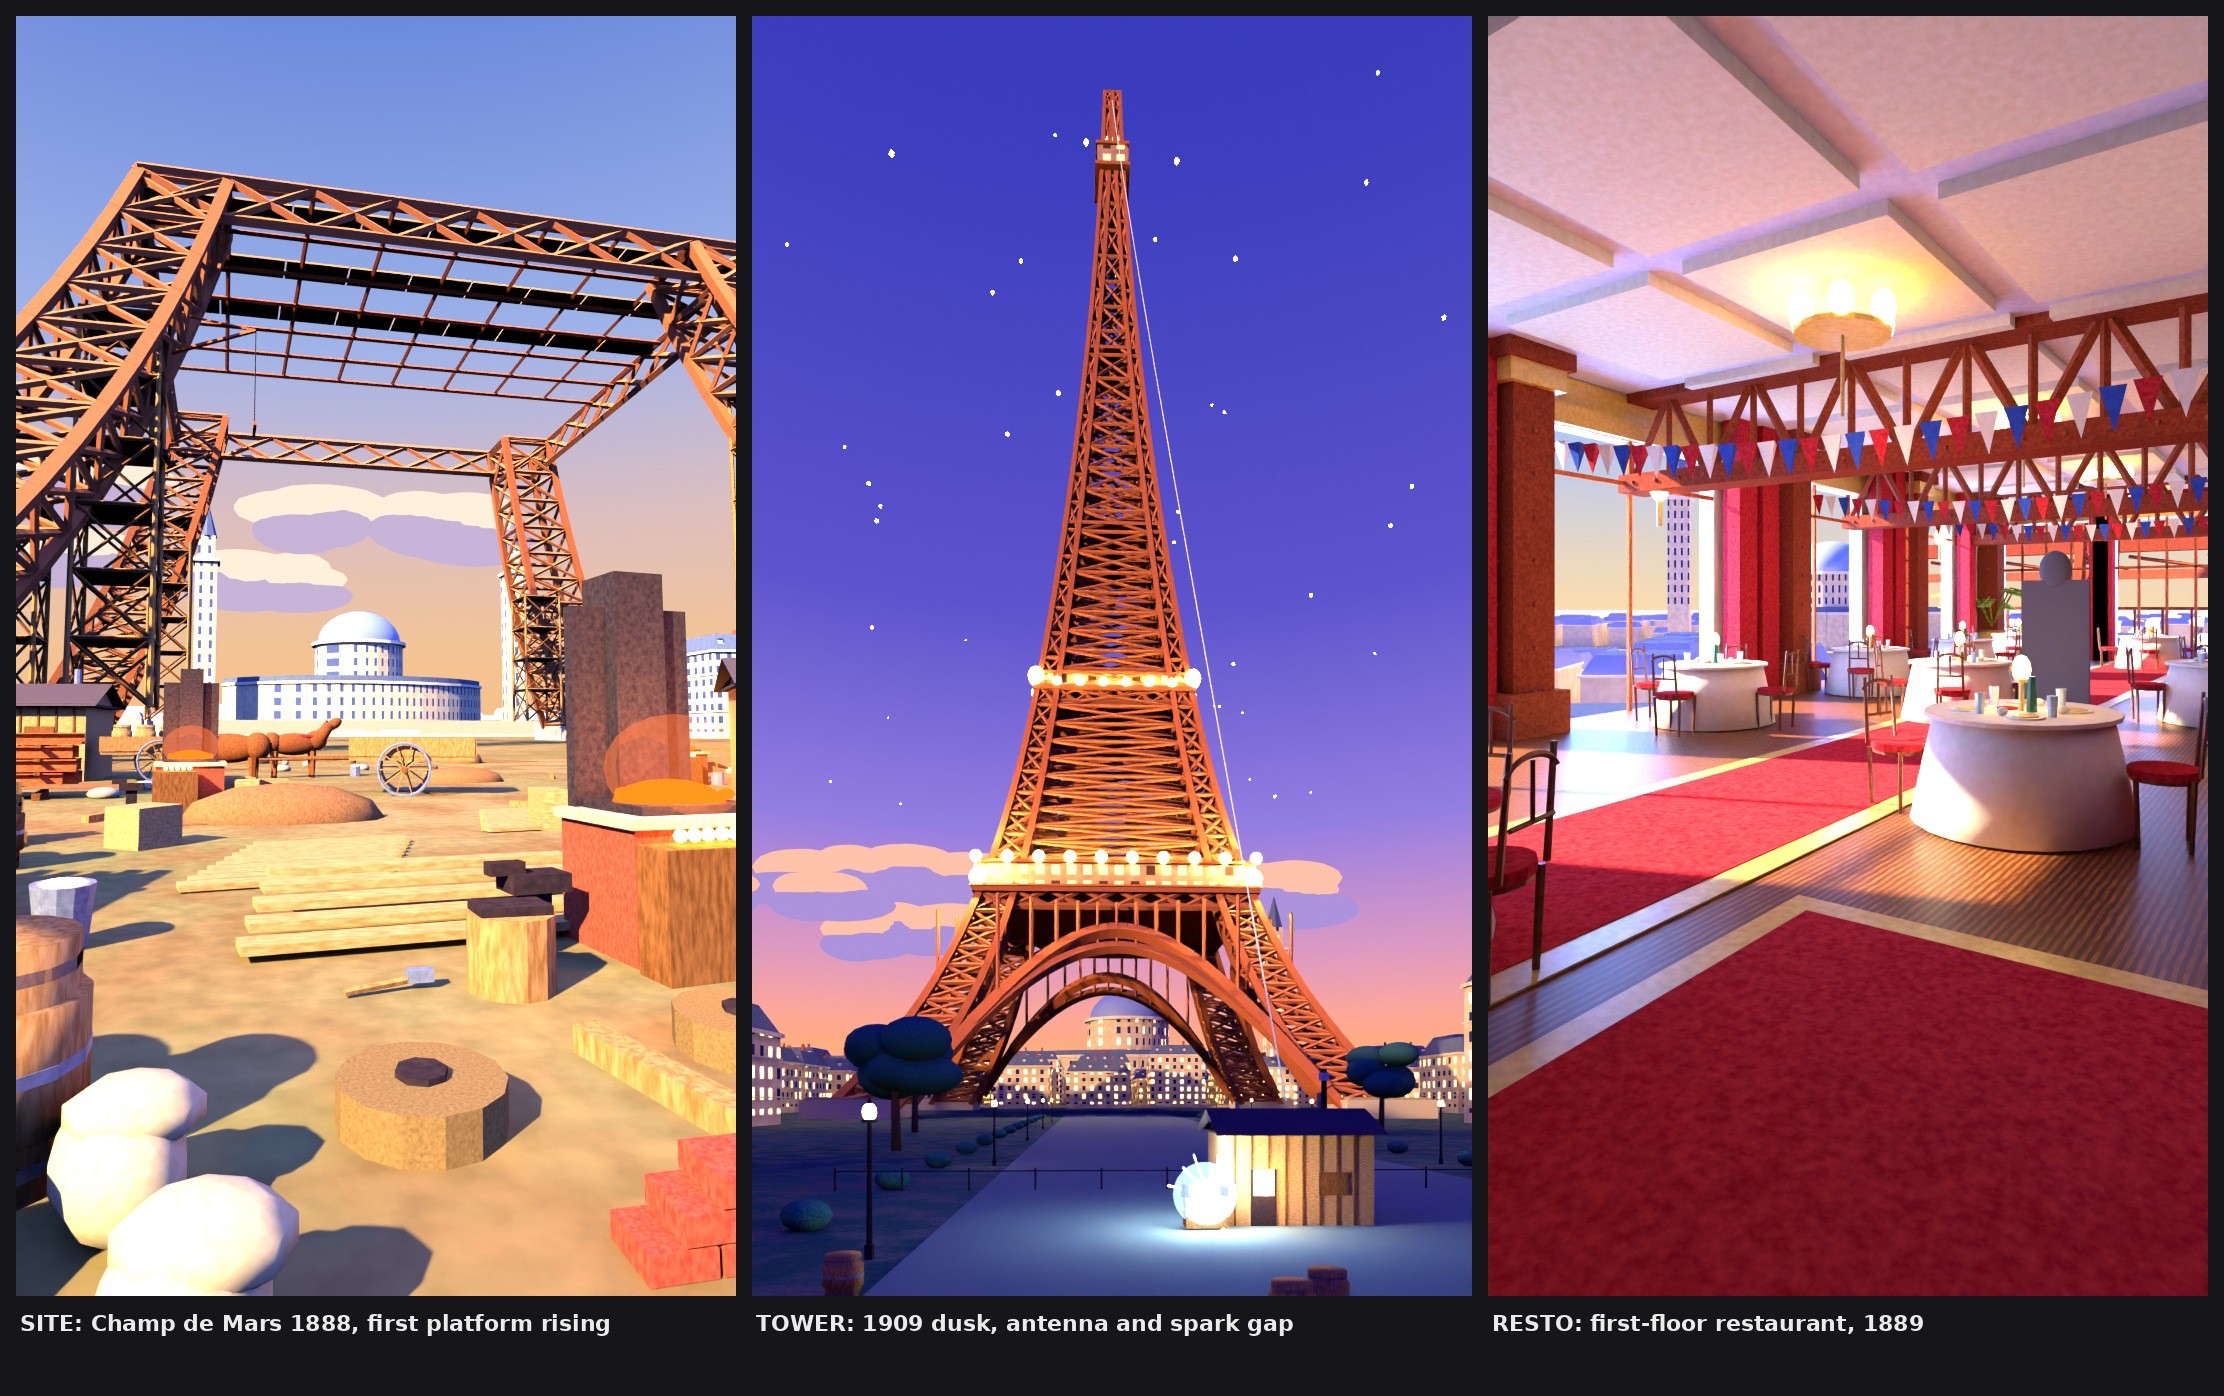 SITE: Champ de Mars 1888, first platform rising
TOWER: 1909 dusk, antenna and spark gap
RESTO: first-floor restaurant, 1889